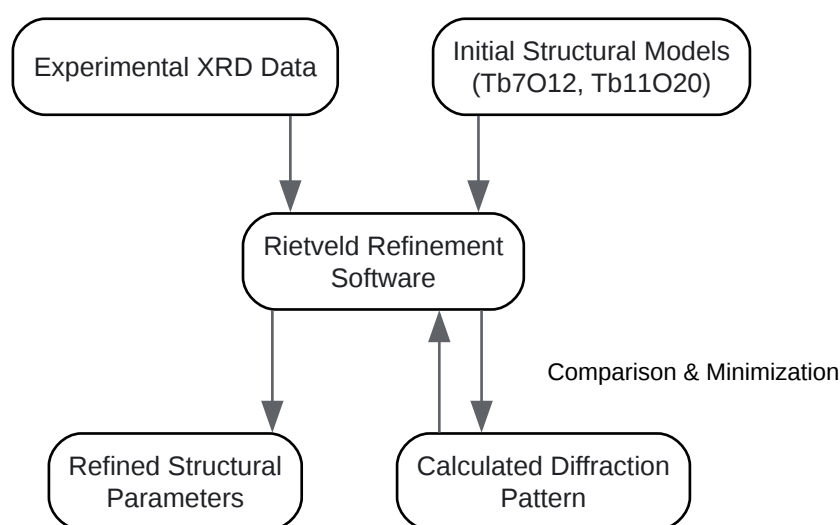 Experimental XRD Data
Initial Structural Models
(Tb7O12, Tb11O20)
Rietveld Refinement
Software
Comparison & Minimization
Refined Structural
Parameters
Calculated Diffraction
Pattern